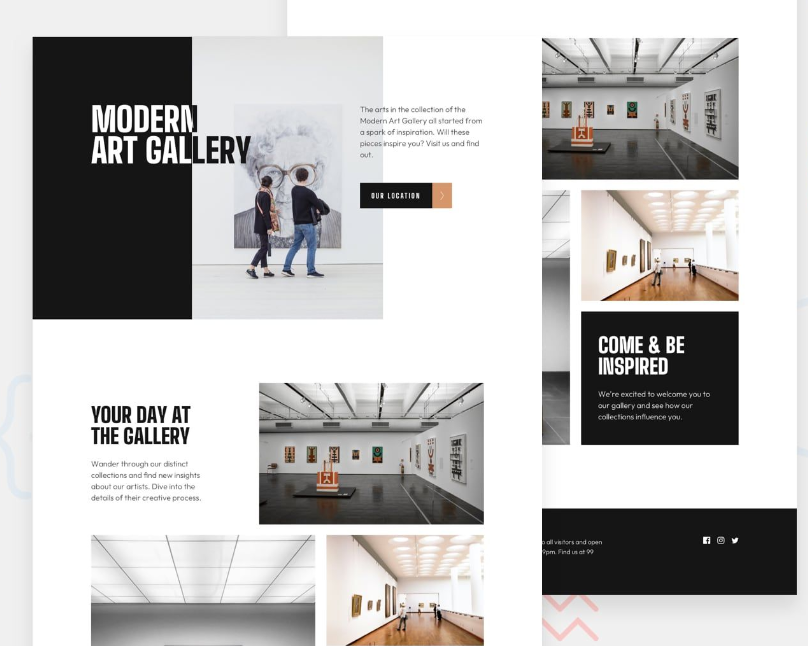 MODERN
ART GALLERY
The arts in the collection of the
Modern Art Gallery all started from
a spark of inspiration. Will these
pieces inspire you? Visit us and find
out.
OUR LOCATION
YOUR DAY AT
THE GALLERY
Wander through our distinct
collections and find new insights
about our artists. Dive into the
details of their creative process.
COME & BE
INSPIRED
We're excited to welcome you to
our gallery and see how our
collections influence you.
o all visitors and open
9pm. Find us at 99